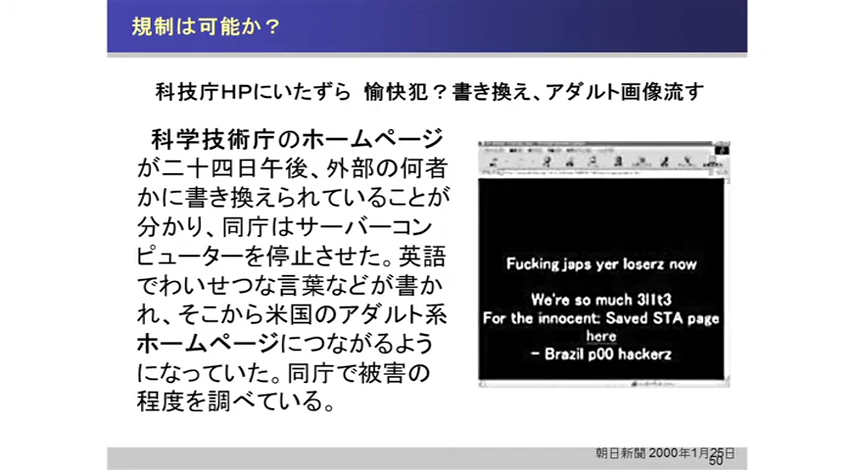 規制は可能か？
科技庁HPにいたずら 愉快犯？書き換え、アダルト画像流す
科学技術庁のホームページ
が二十四日午後、外部の何者
かに書き換えられていることが
分かり、同庁はサーバーコン
ピューターを停止させた。英語
でわいせつな言葉などが書か
れ、そこから米国のアダルト系
ホームページにつながるよう
になっていた。同庁で被害の
程度を調べている。
Fucking japs yer loserz now
We're so much 3l1t3
For the innocent: Saved STA page
here
- Brazil p00 hackerz
朝日新聞 2000年1月25日
50